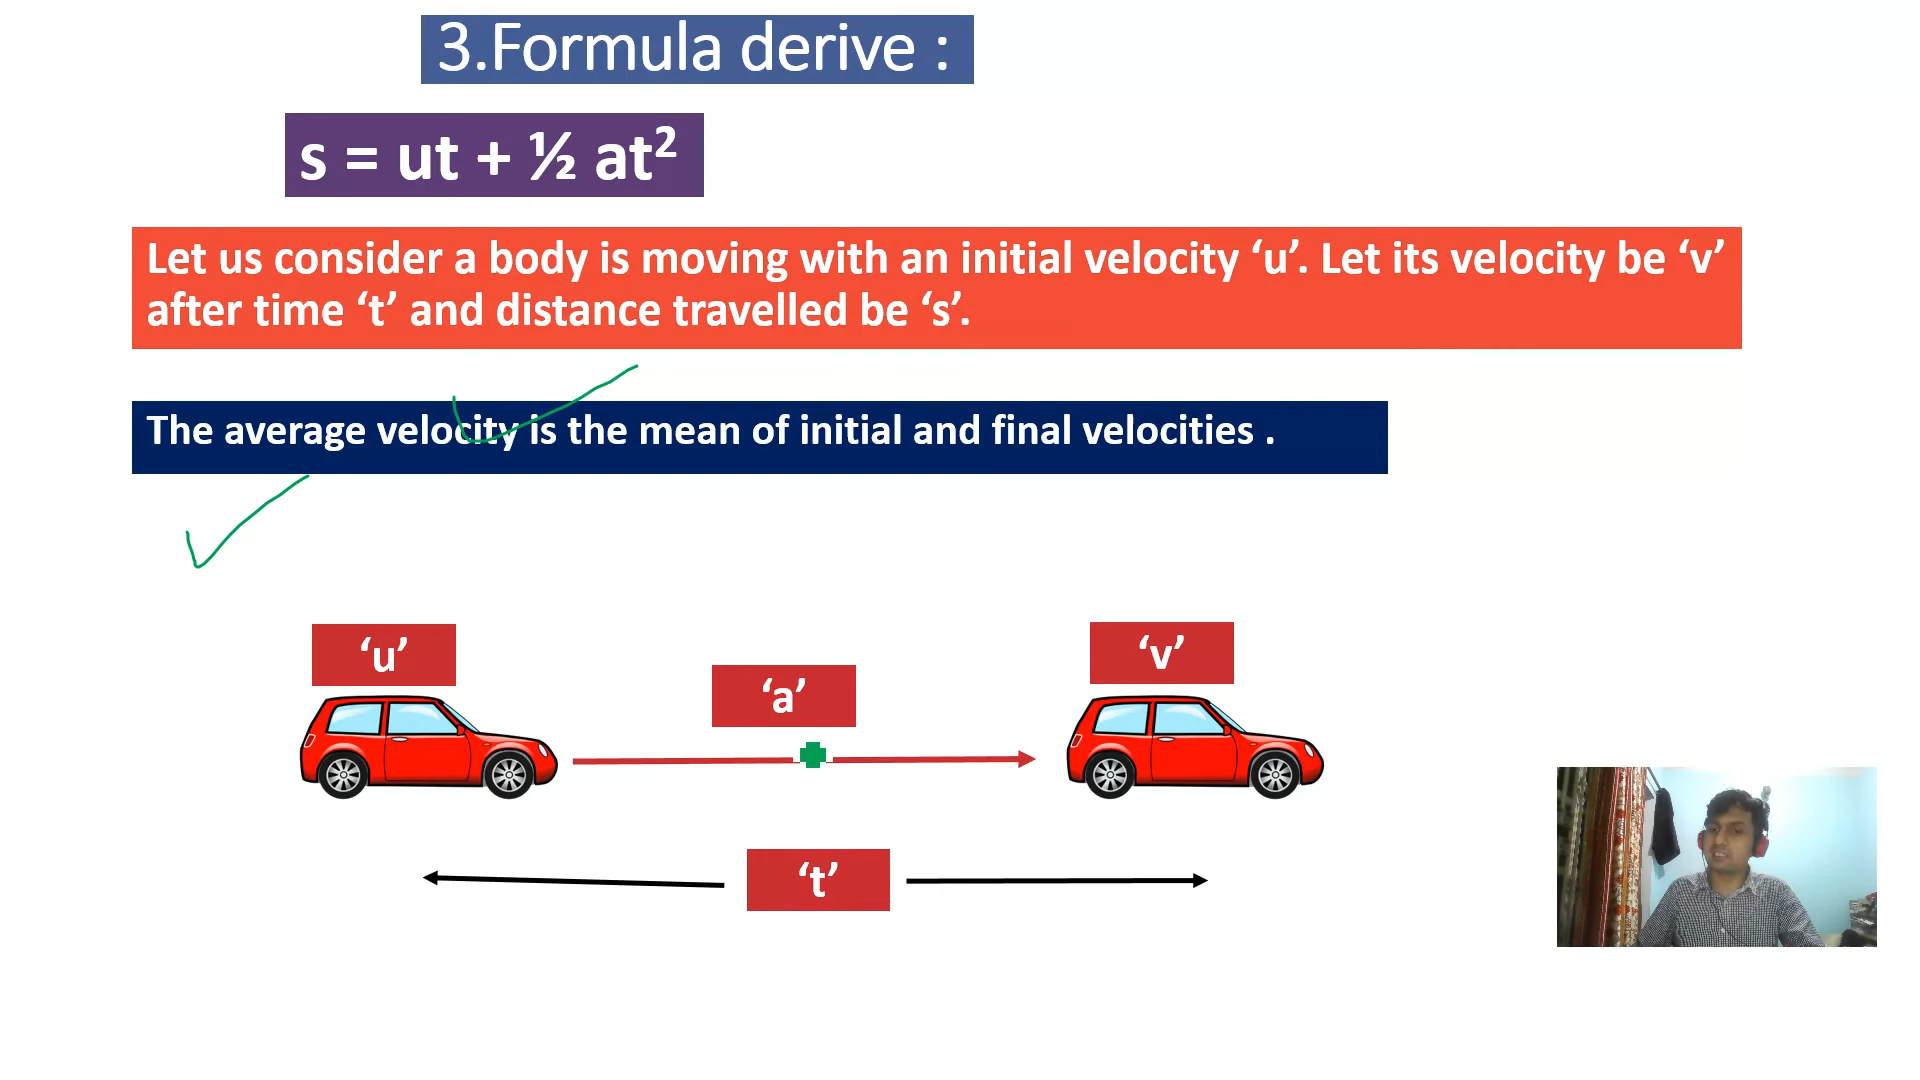 3.Formula derive :
s = ut + ½ at²
Let us consider a body is moving with an initial velocity ‘u’. Let its velocity be ‘v’
after time ‘t’ and distance travelled be ‘s’.
The average velocity is the mean of initial and final velocities .
‘u’
‘v’
‘a’
‘t’